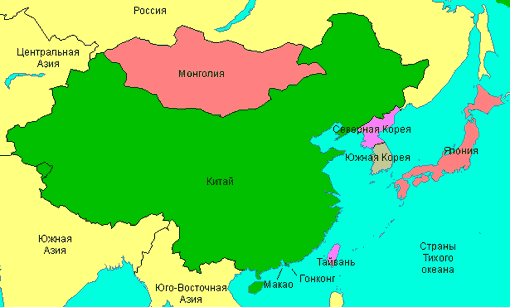 Россия
Центральная
Азия
Монголия
Северная Корея
Южная Корея
Япония
Китай
Южная
Азия
Страны
Тихого
океана
Тайвань
Гонконг
Макао
Юго-Восточная
Азия